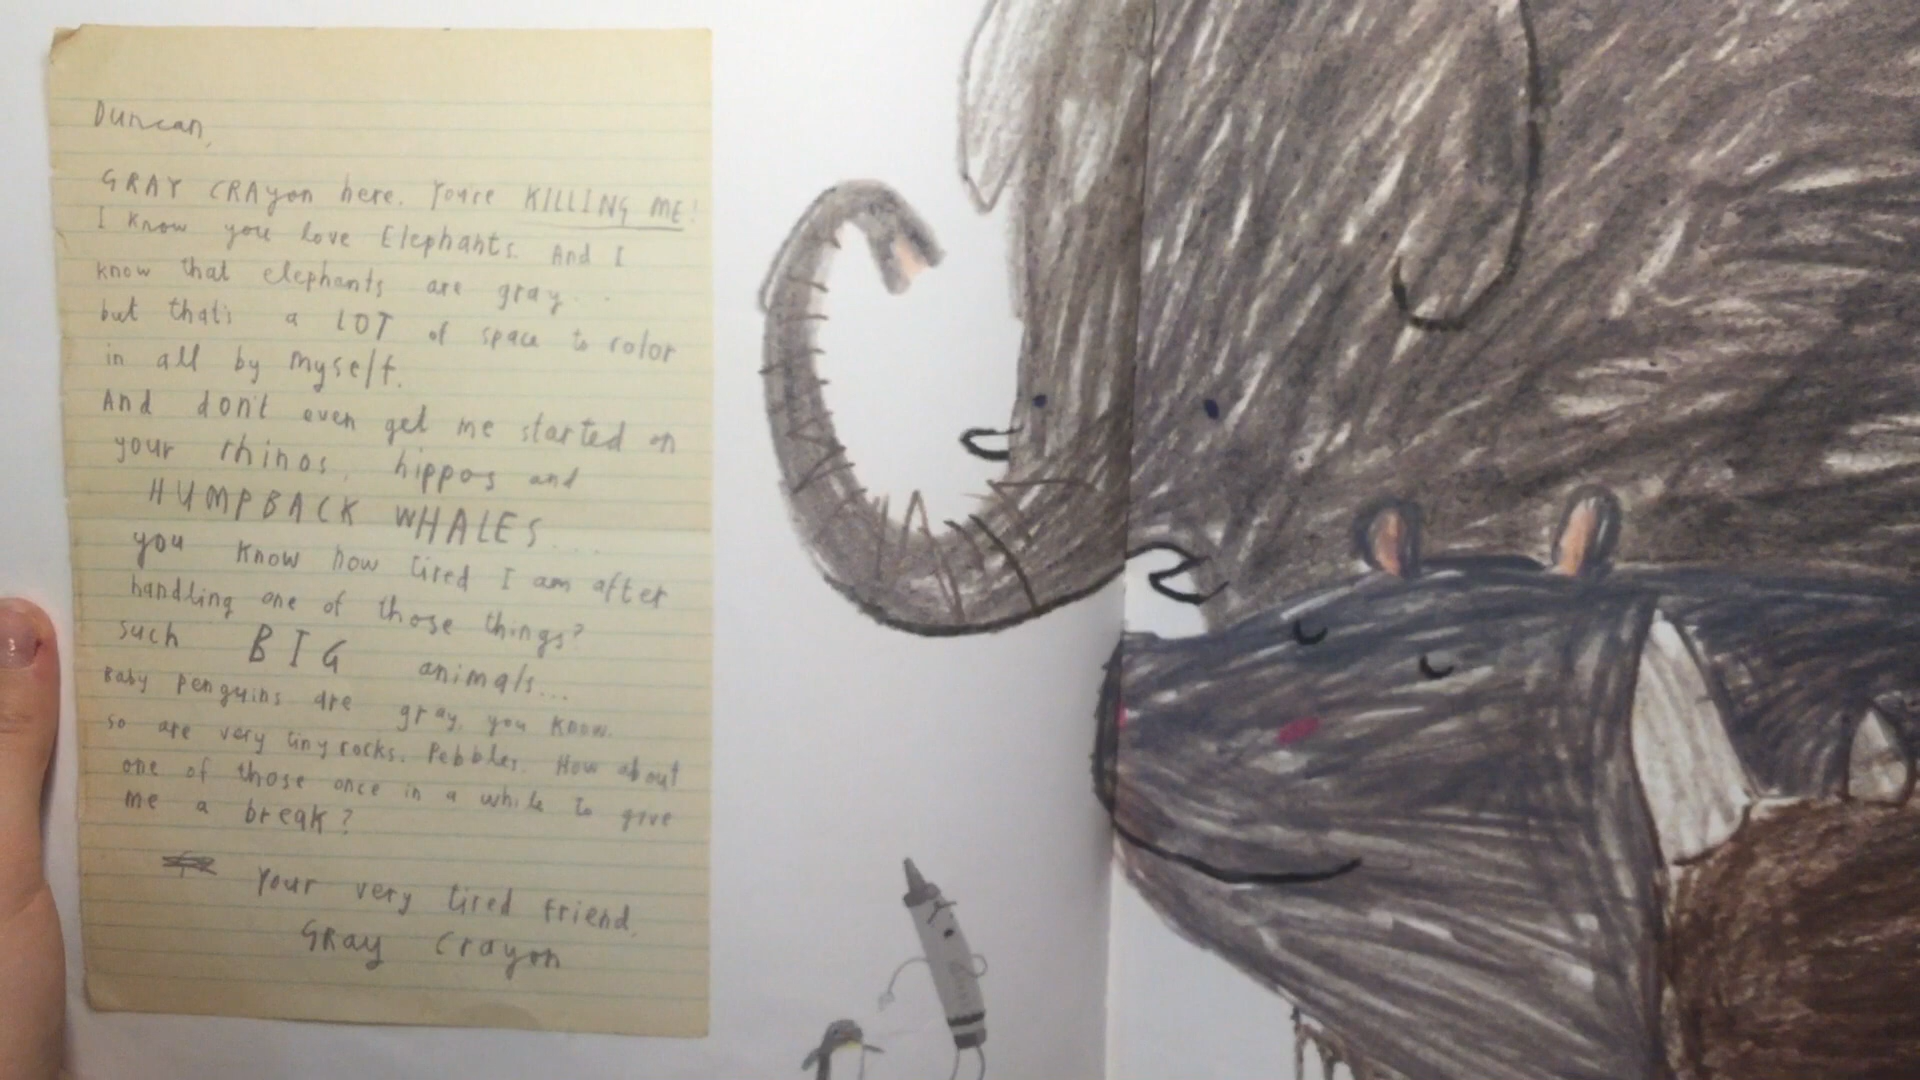 Duncan,
GRAY CRAyon here. You're KILLING ME!
I know you love Elephants. And I
know that elephants are gray...
but that's a LOT of space to color
in all by myself.
And don't even get me started on
your rhinos, hippos and
HUMPBACK WHALES....
you know how tired I am after
handling one of those things?
such BIG animals...
Baby penguins are gray, you know.
so are very tiny rocks. Pebbles. How about
one of those once in a while to give
me a break?
Your very tired friend,
GRay Crayon